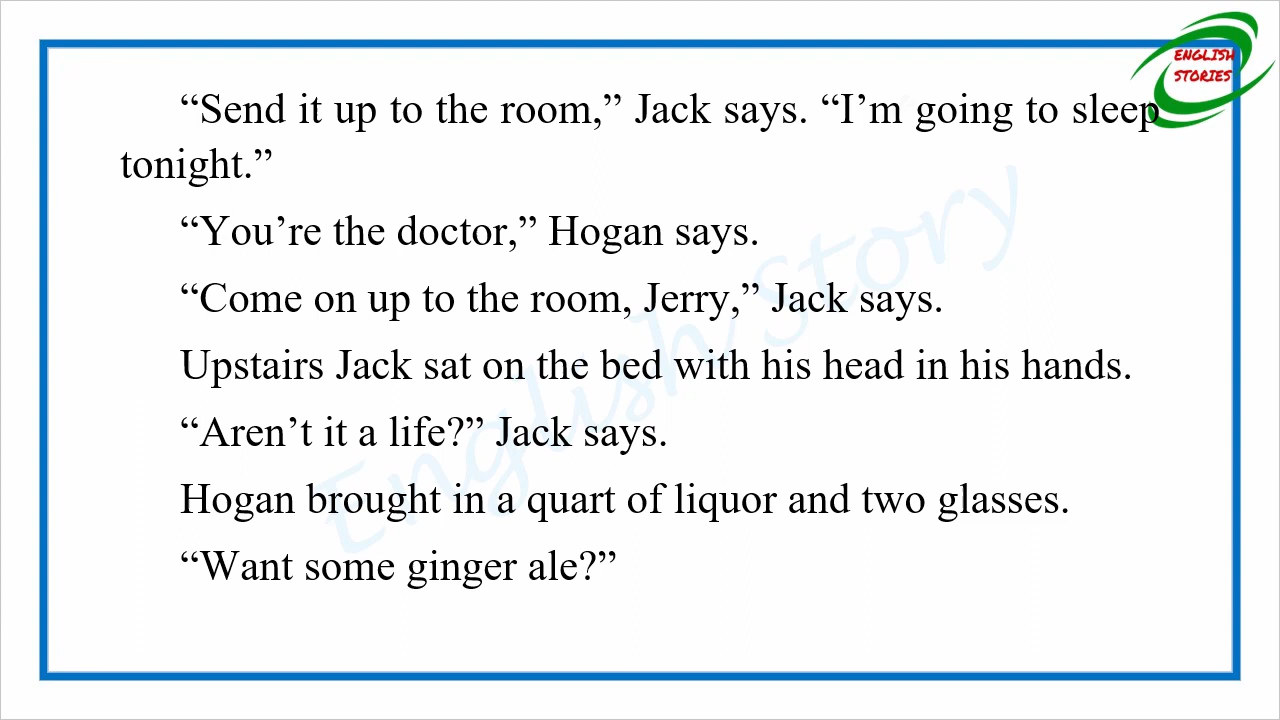 ENGLISH
STORIES
“Send it up to the room,” Jack says. “I’m going to sleep
tonight.”
“You’re the doctor,” Hogan says.
“Come on up to the room, Jerry,” Jack says.
Upstairs Jack sat on the bed with his head in his hands.
“Aren’t it a life?” Jack says.
Hogan brought in a quart of liquor and two glasses.
“Want some ginger ale?”
English Story